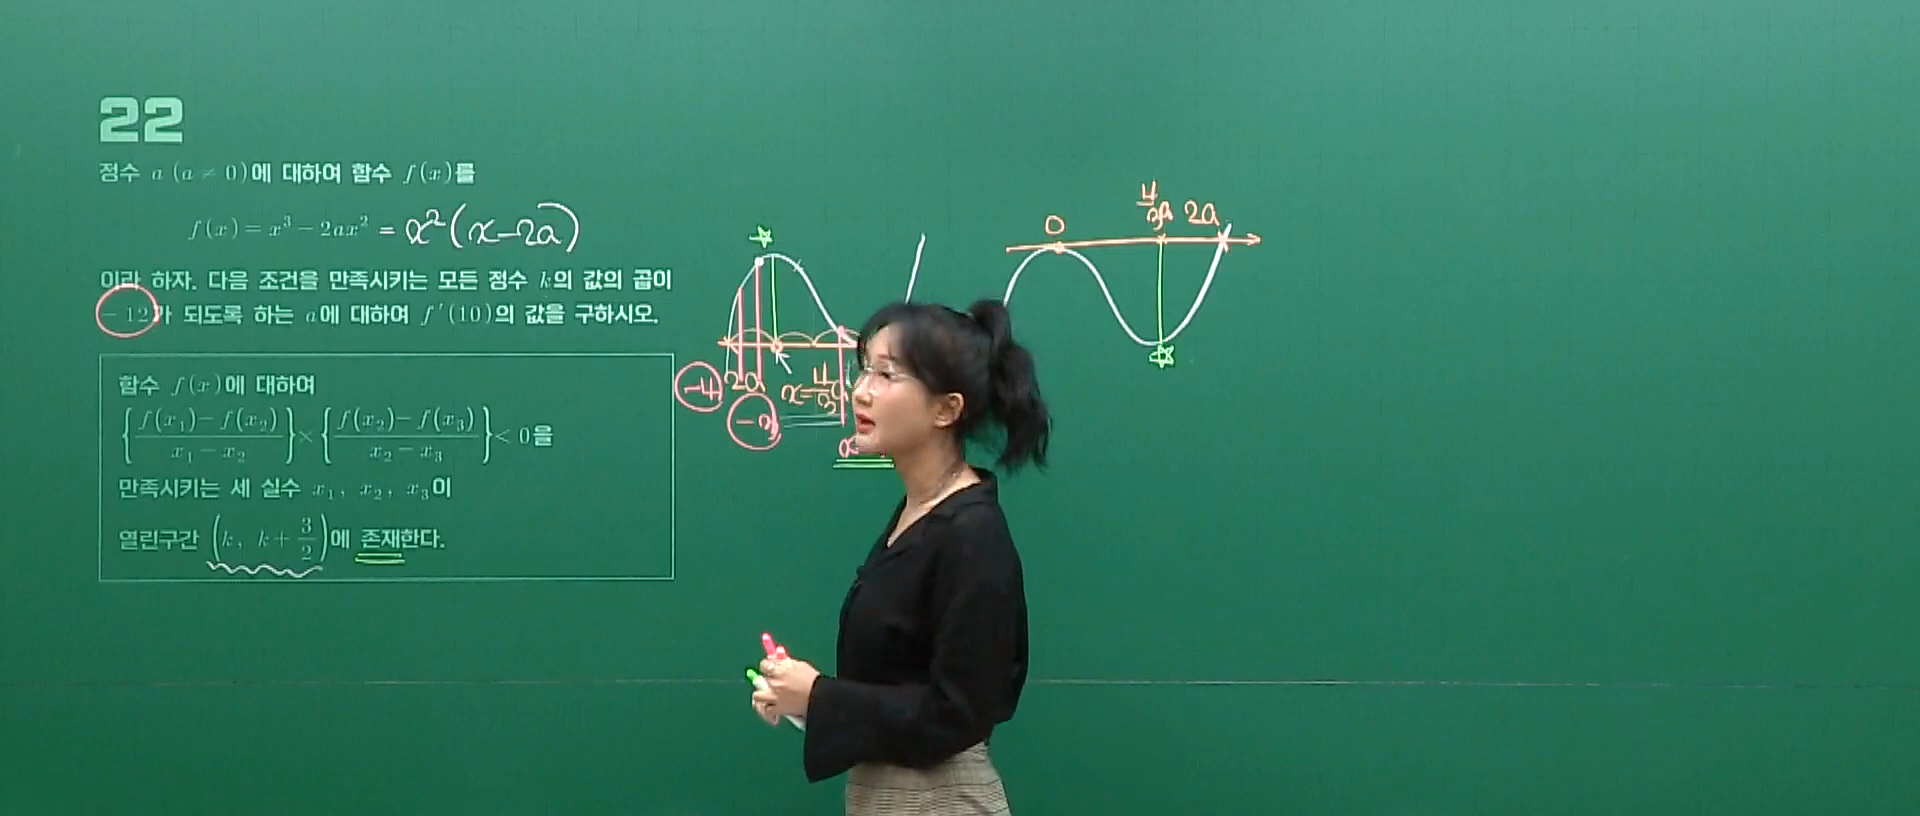 22
정수 a (a ≠ 0)에 대하여 함수 f(x)를
f(x) = x³ − 2ax² = x²(x−2a)
이라 하자. 다음 조건을 만족시키는 모든 정수 k의 값의 곱이
−12가 되도록 하는 a에 대하여 f′(10)의 값을 구하시오.
함수 f(x)에 대하여
{ (f(x₁)−f(x₂))/(x₁−x₂) } × { (f(x₂)−f(x₃))/(x₂−x₃) } < 0을
만족시키는 세 실수 x₁, x₂, x₃이
열린구간 (k, k+3/2)에 존재한다.
−4 2a
x=4/3a
−3
0 4/3a 2a